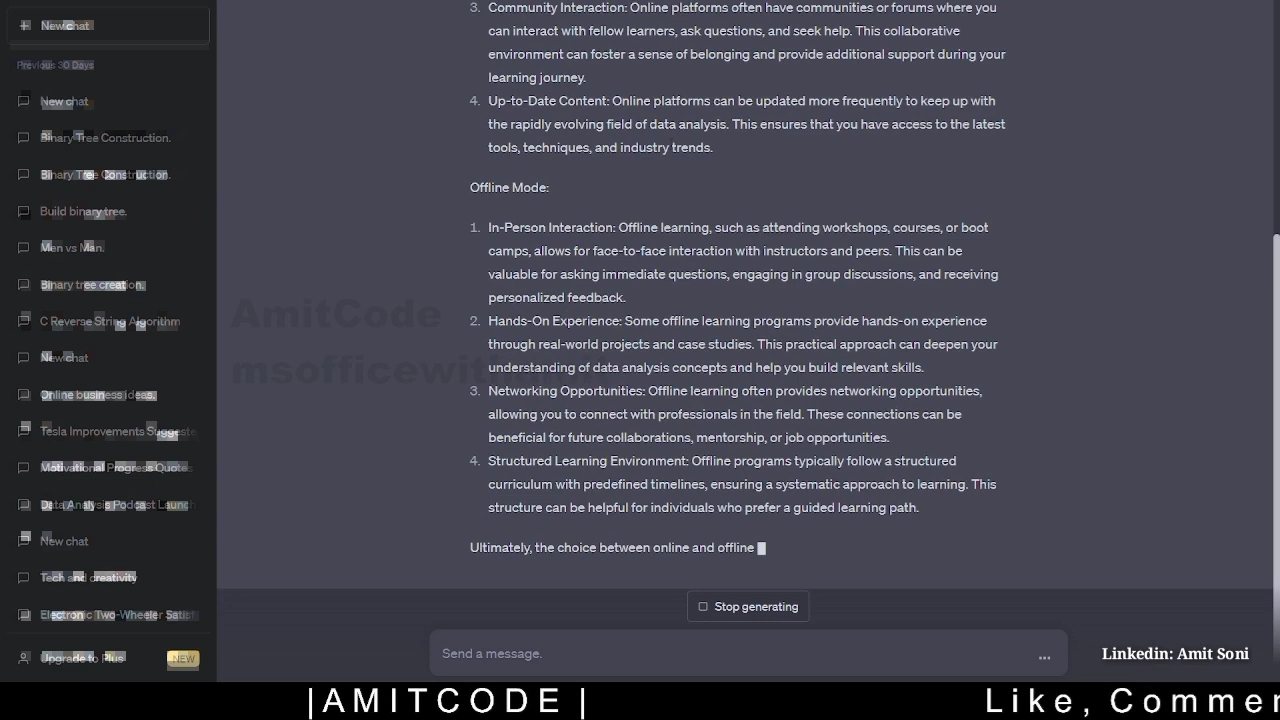 New chat
Previous 30 Days
New chat
Binary Tree Construction.
Binary Tree Construction.
Build binary tree.
Men vs Man.
Binary tree creation.
C Reverse String Algorithm
New chat
Online business ideas.
Tesla Improvements Suggeste
Motivational Progress Quotes
Data Analysis Podcast Launch
New chat
Tech and creativity
Electronic Two-Wheeler Satisf
Upgrade to Plus
NEW
3. Community Interaction: Online platforms often have communities or forums where you
can interact with fellow learners, ask questions, and seek help. This collaborative
environment can foster a sense of belonging and provide additional support during your
learning journey.
4. Up-to-Date Content: Online platforms can be updated more frequently to keep up with
the rapidly evolving field of data analysis. This ensures that you have access to the latest
tools, techniques, and industry trends.
Offline Mode:
1. In-Person Interaction: Offline learning, such as attending workshops, courses, or boot
camps, allows for face-to-face interaction with instructors and peers. This can be
valuable for asking immediate questions, engaging in group discussions, and receiving
personalized feedback.
2. Hands-On Experience: Some offline learning programs provide hands-on experience
through real-world projects and case studies. This practical approach can deepen your
understanding of data analysis concepts and help you build relevant skills.
3. Networking Opportunities: Offline learning often provides networking opportunities,
allowing you to connect with professionals in the field. These connections can be
beneficial for future collaborations, mentorship, or job opportunities.
4. Structured Learning Environment: Offline programs typically follow a structured
curriculum with predefined timelines, ensuring a systematic approach to learning. This
structure can be helpful for individuals who prefer a guided learning path.
Ultimately, the choice between online and offline
AmitCode
Stop generating
Send a message.
...
Linkedin: Amit Soni
|AMITCODE |
Like, Commen